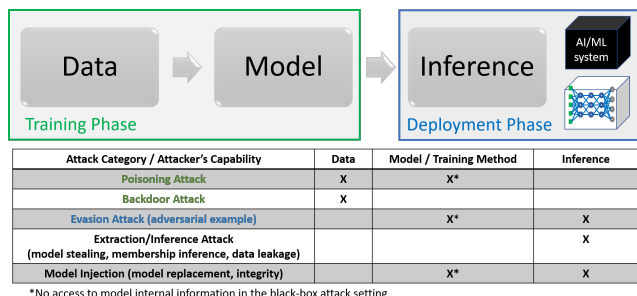 Data
Model
Inference
AI/ML
system
Training Phase
Deployment Phase
Attack Category / Attacker's Capability Data Model / Training Method Inference
Poisoning Attack X X*
Backdoor Attack X
Evasion Attack (adversarial example) X* X
Extraction/Inference Attack X
(model stealing, membership inference, data leakage)
Model Injection (model replacement, integrity) X* X
*No access to model internal information in the black-box attack setting